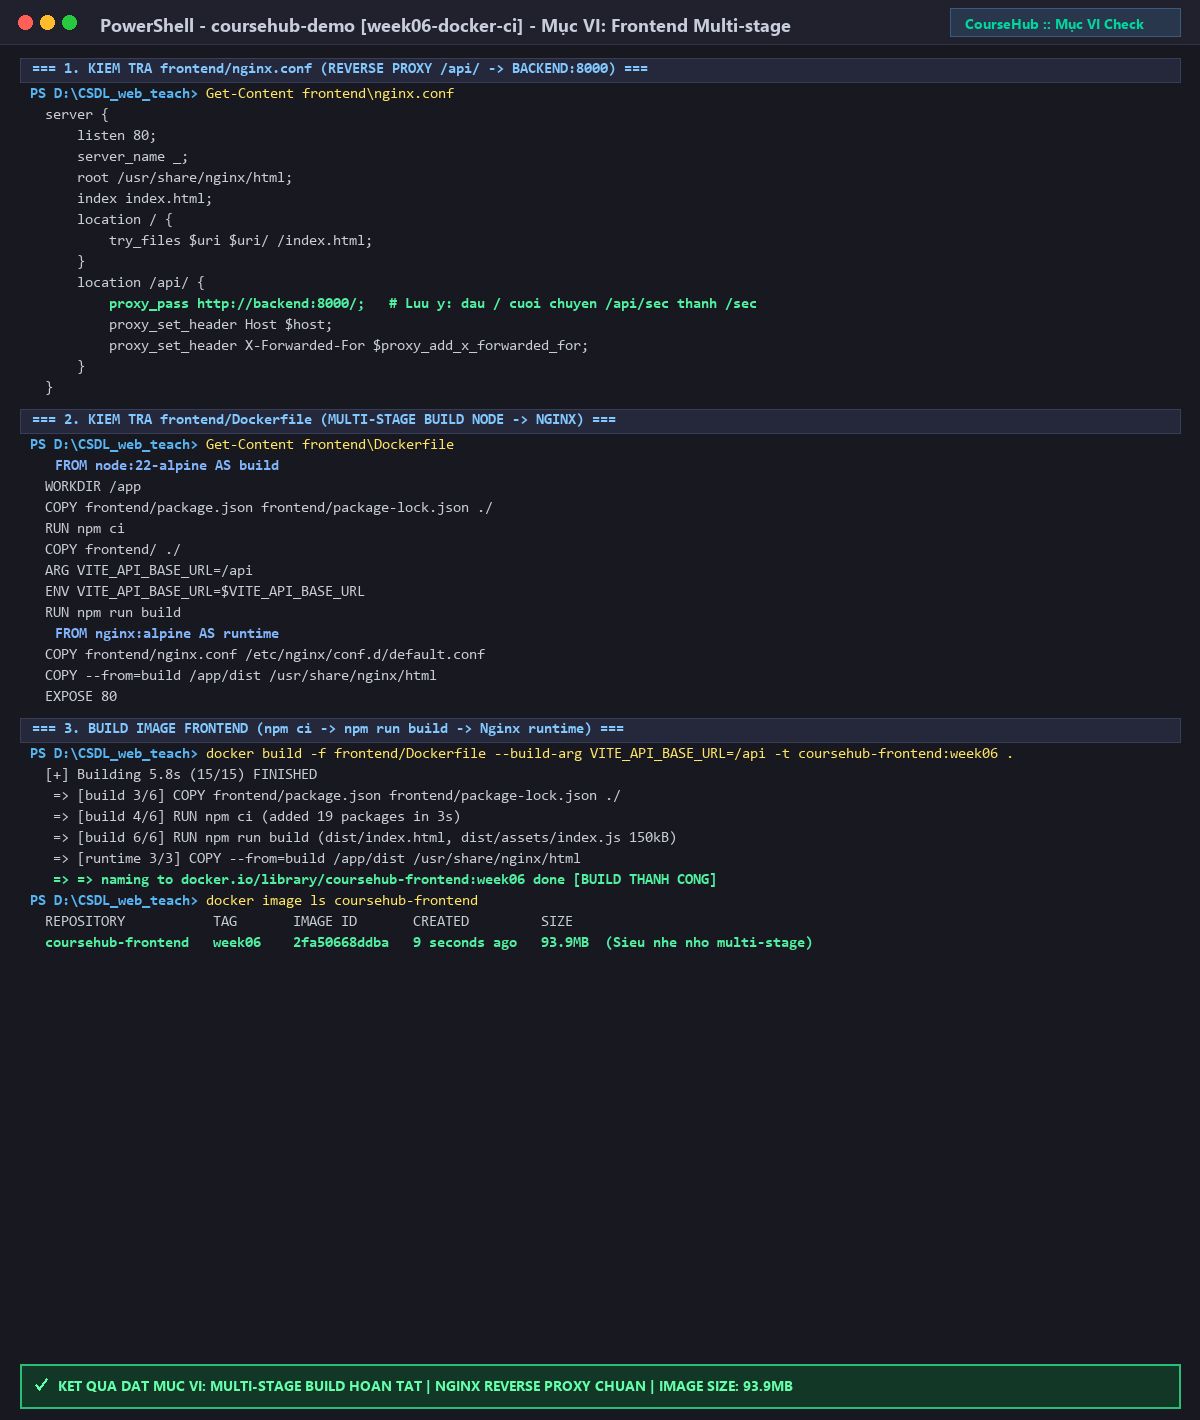 PowerShell - coursehub-demo [week06-docker-ci] - Mục VI: Frontend Multi-stage
CourseHub :: Mục VI Check
=== 1. KIEM TRA frontend/nginx.conf (REVERSE PROXY /api/ -> BACKEND:8000) ===
PS D:\CSDL_web_teach> Get-Content frontend\nginx.conf
server {
    listen 80;
    server_name _;
    root /usr/share/nginx/html;
    index index.html;
    location / {
        try_files $uri $uri/ /index.html;
    }
    location /api/ {
        proxy_pass http://backend:8000/;   # Luu y: dau / cuoi chuyen /api/sec thanh /sec
        proxy_set_header Host $host;
        proxy_set_header X-Forwarded-For $proxy_add_x_forwarded_for;
    }
}
=== 2. KIEM TRA frontend/Dockerfile (MULTI-STAGE BUILD NODE -> NGINX) ===
PS D:\CSDL_web_teach> Get-Content frontend\Dockerfile
FROM node:22-alpine AS build
WORKDIR /app
COPY frontend/package.json frontend/package-lock.json ./
RUN npm ci
COPY frontend/ ./
ARG VITE_API_BASE_URL=/api
ENV VITE_API_BASE_URL=$VITE_API_BASE_URL
RUN npm run build
FROM nginx:alpine AS runtime
COPY frontend/nginx.conf /etc/nginx/conf.d/default.conf
COPY --from=build /app/dist /usr/share/nginx/html
EXPOSE 80
=== 3. BUILD IMAGE FRONTEND (npm ci -> npm run build -> Nginx runtime) ===
PS D:\CSDL_web_teach> docker build -f frontend/Dockerfile --build-arg VITE_API_BASE_URL=/api -t coursehub-frontend:week06 .
[+] Building 5.8s (15/15) FINISHED
=> [build 3/6] COPY frontend/package.json frontend/package-lock.json ./
=> [build 4/6] RUN npm ci (added 19 packages in 3s)
=> [build 6/6] RUN npm run build (dist/index.html, dist/assets/index.js 150kB)
=> [runtime 3/3] COPY --from=build /app/dist /usr/share/nginx/html
=> => naming to docker.io/library/coursehub-frontend:week06 done [BUILD THANH CONG]
PS D:\CSDL_web_teach> docker image ls coursehub-frontend
REPOSITORY           TAG       IMAGE ID       CREATED         SIZE
coursehub-frontend   week06    2fa50668ddba   9 seconds ago   93.9MB  (Sieu nhe nho multi-stage)
✓ KET QUA DAT MUC VI: MULTI-STAGE BUILD HOAN TAT | NGINX REVERSE PROXY CHUAN | IMAGE SIZE: 93.9MB